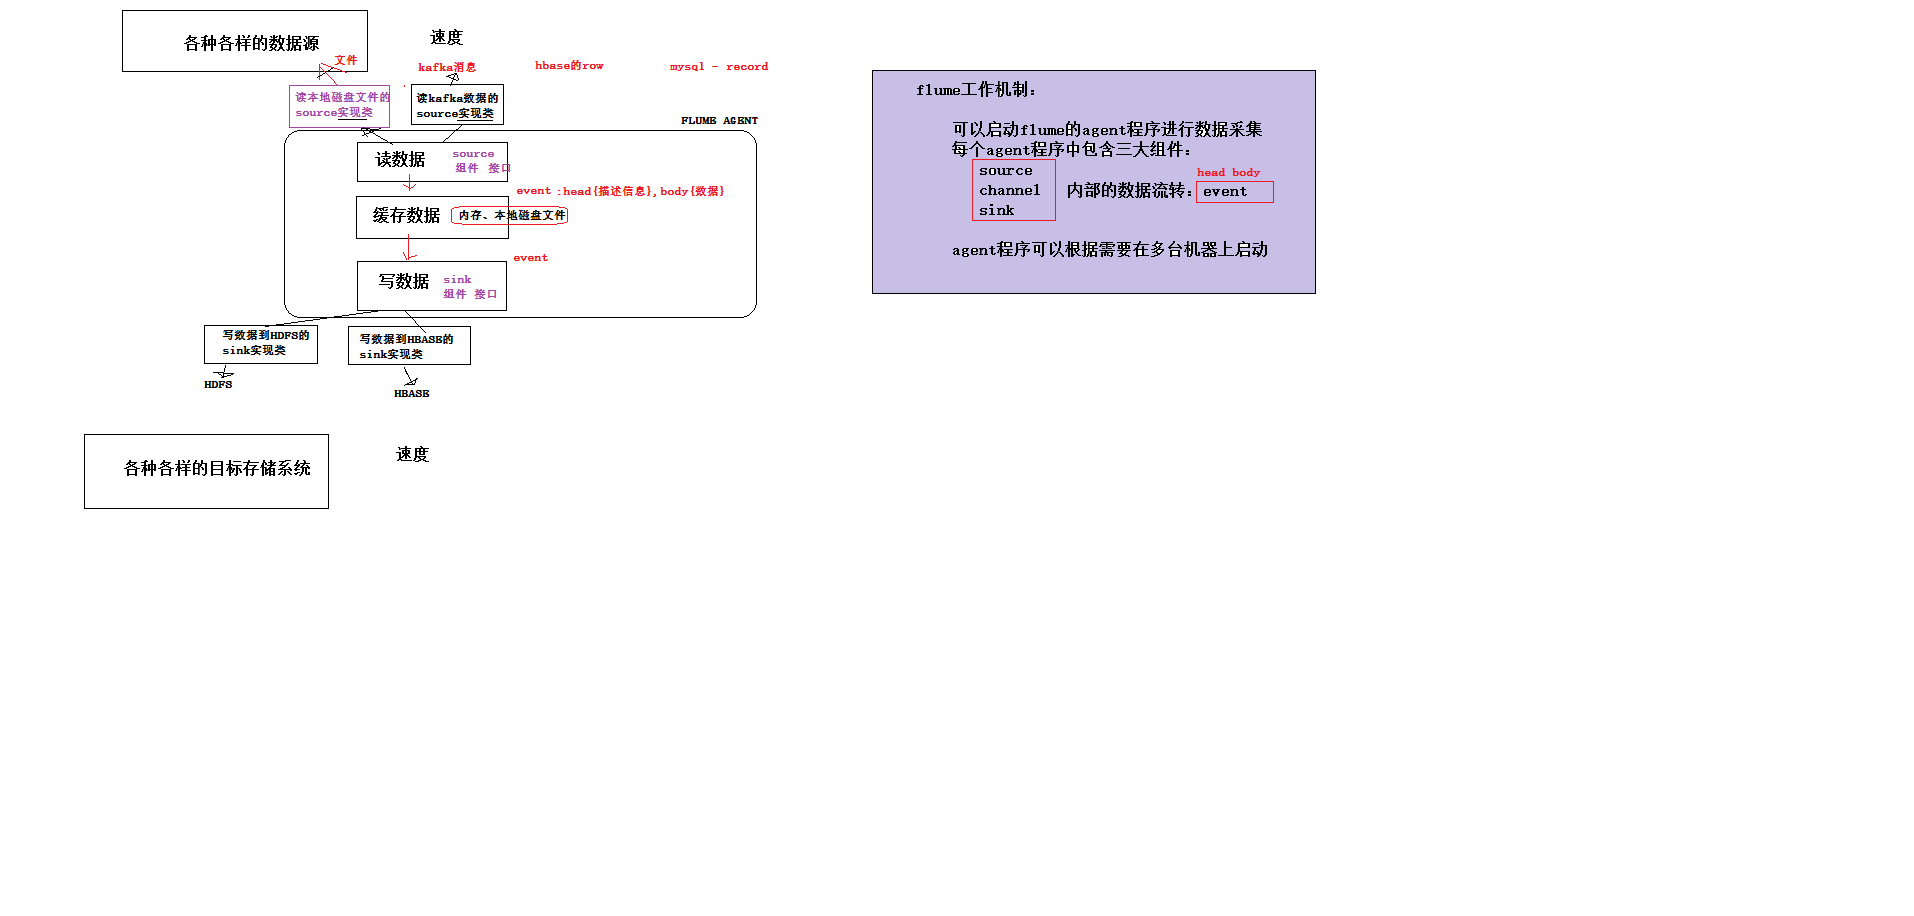 各种各样的数据源
速度
文件
kafka消息
hbase的row
mysql - record
读本地磁盘文件的
source实现类
读kafka数据的
source实现类
FLUME AGENT
读数据
source
组件 接口
event :head{描述信息},body{数据}
缓存数据
内存、本地磁盘文件
event
写数据
sink
组件 接口
写数据到HDFS的
sink实现类
写数据到HBASE的
sink实现类
HDFS
HBASE
各种各样的目标存储系统
速度
flume工作机制：
可以启动flume的agent程序进行数据采集
每个agent程序中包含三大组件：
source
channel
sink
内部的数据流转：
head body
event
agent程序可以根据需要在多台机器上启动